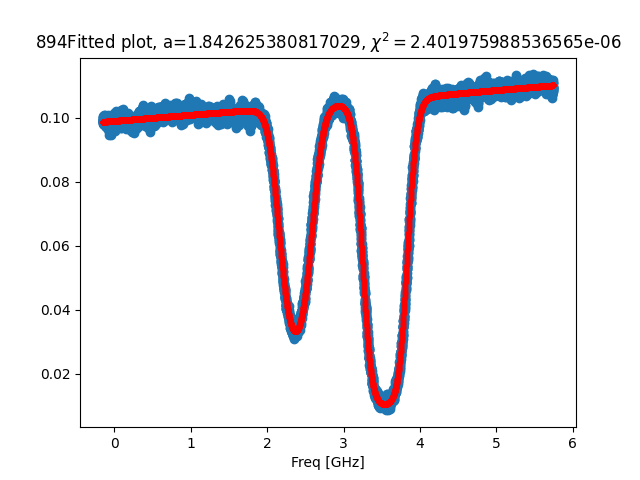 894Fitted plot, a=1.842625380817029, χ² = 2.401975988536565e-06
0.10
0.08
0.06
0.04
0.02
0 1 2 3 4 5 6
Freq [GHz]